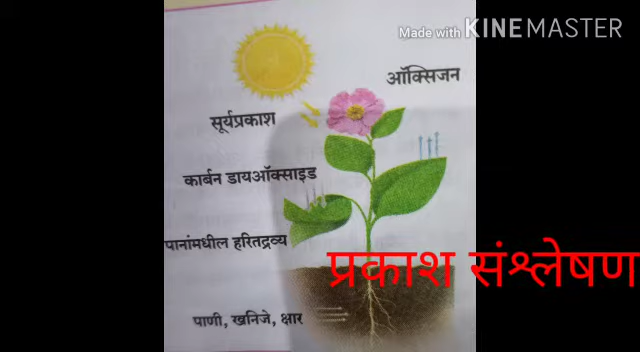 Made with KINEMASTER
ऑक्सिजन
सूर्यप्रकाश
कार्बन डायऑक्साइड
पानांमधील हरितद्रव्य
प्रकाश संश्लेषण
पाणी, खनिजे, क्षार